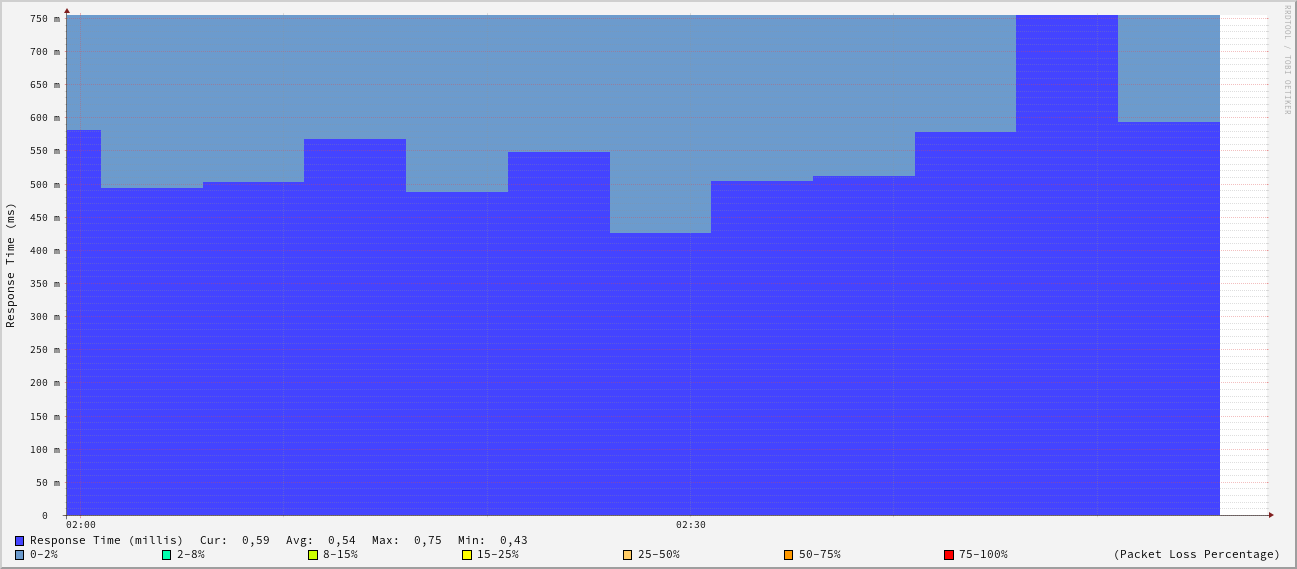 RRDTOOL / TOBI OETIKER
Response Time (ms)
750 m
700 m
650 m
600 m
550 m
500 m
450 m
400 m
350 m
300 m
250 m
200 m
150 m
100 m
50 m
0
02:00 02:30
Response Time (millis) Cur: 0,59 Avg: 0,54 Max: 0,75 Min: 0,43
0-2% 2-8% 8-15% 15-25% 25-50% 50-75% 75-100% (Packet Loss Percentage)